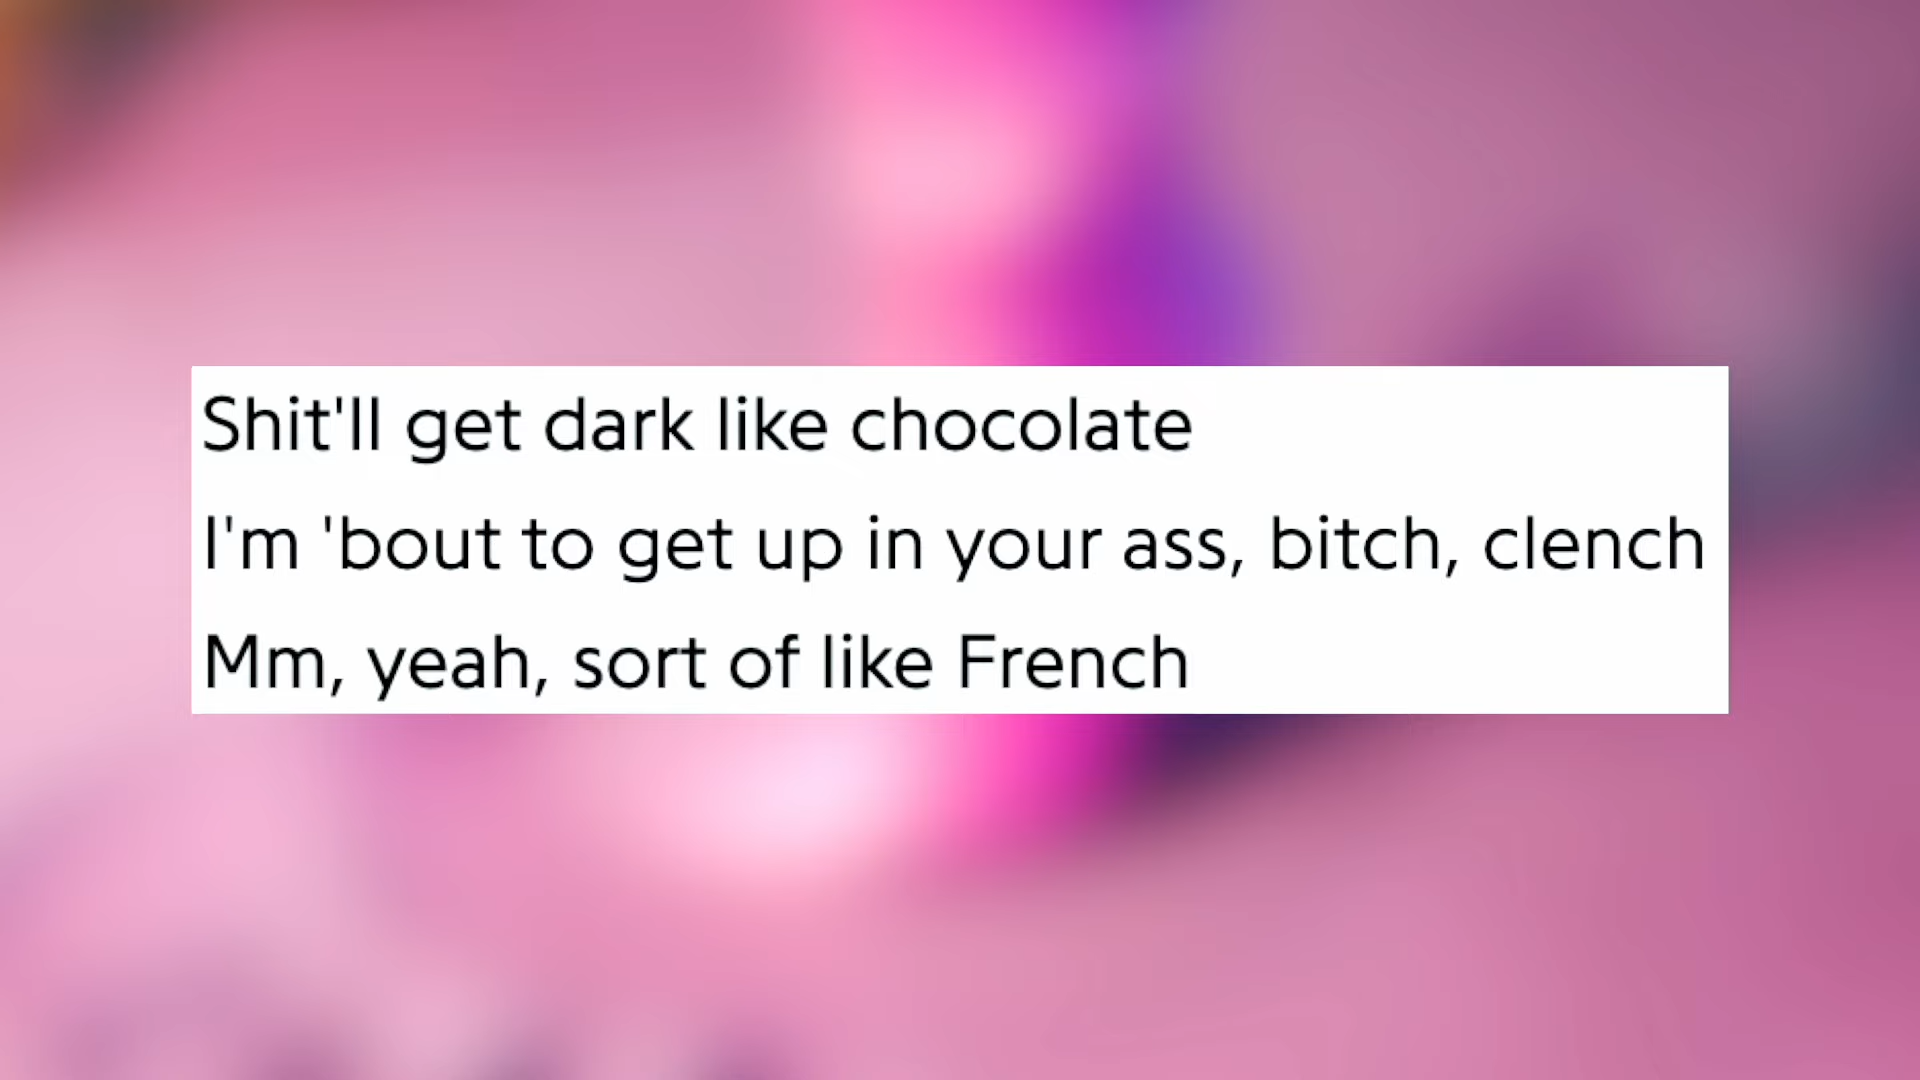 Shit'll get dark like chocolate
I'm 'bout to get up in your ass, bitch, clench
Mm, yeah, sort of like French